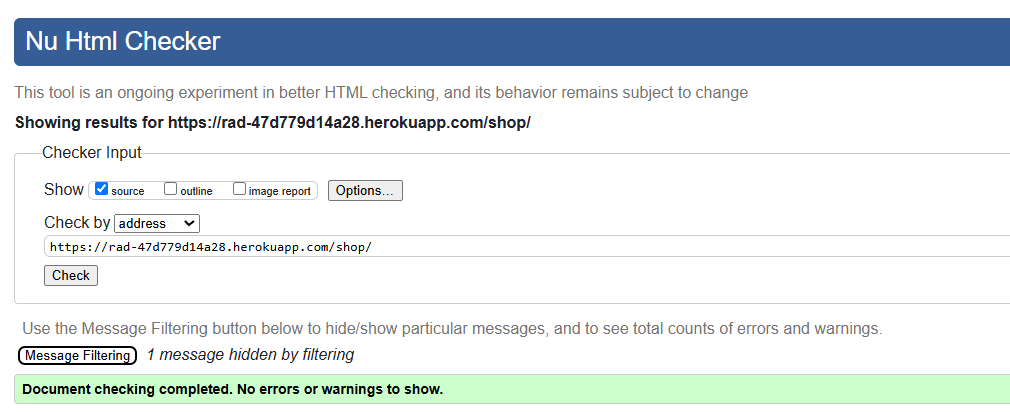 Nu Html Checker
This tool is an ongoing experiment in better HTML checking, and its behavior remains subject to change
Showing results for https://rad-47d779d14a28.herokuapp.com/shop/
Checker Input
Show source outline image report Options...
Check by address
https://rad-47d779d14a28.herokuapp.com/shop/
Check
Use the Message Filtering button below to hide/show particular messages, and to see total counts of errors and warnings.
Message Filtering 1 message hidden by filtering
Document checking completed. No errors or warnings to show.